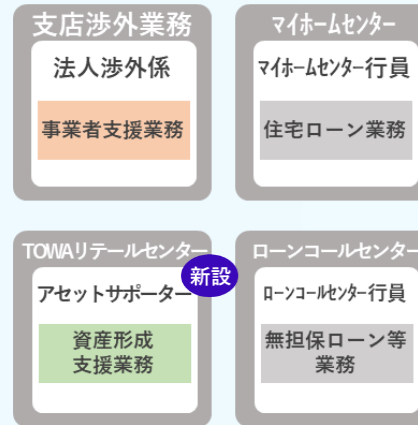 支店渉外業務
法人渉外係
事業者支援業務
マイホームセンター
マイホームセンター行員
住宅ローン業務
TOWAリテールセンター
新設
アセットサポーター
資産形成
支援業務
ローンコールセンター
ローンコールセンター行員
無担保ローン等
業務